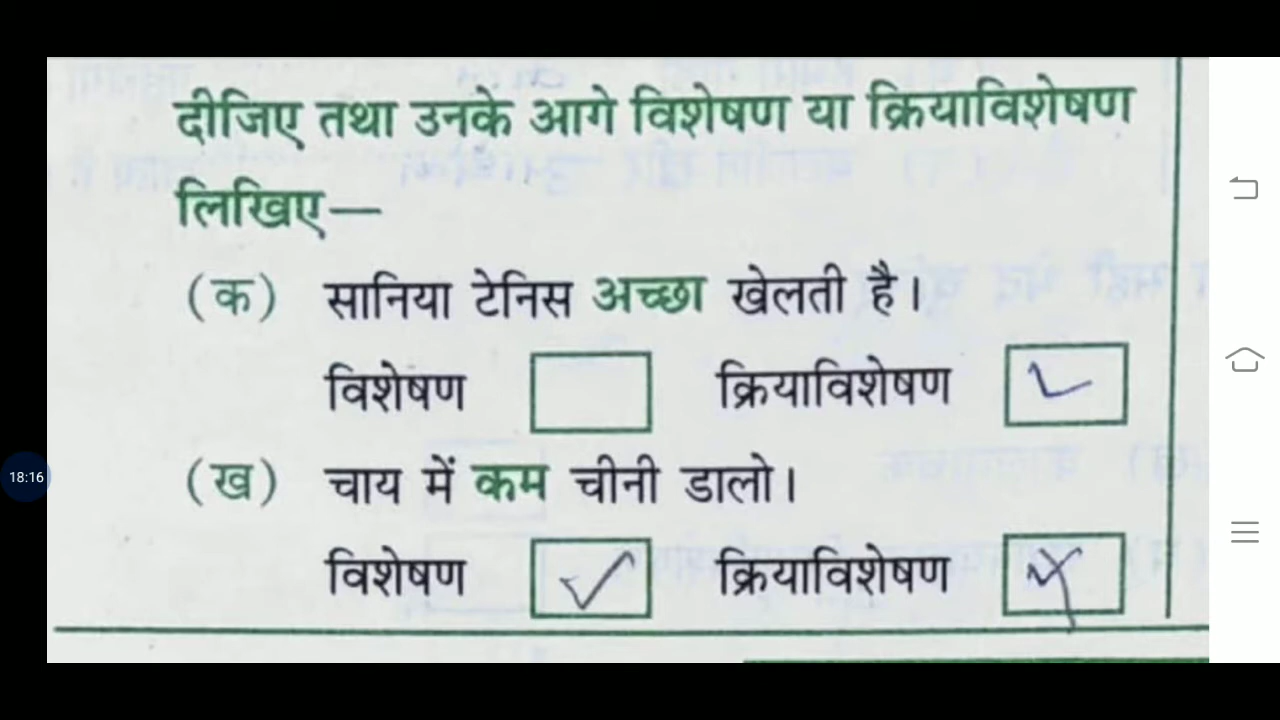 दीजिए तथा उनके आगे विशेषण या क्रियाविशेषण
लिखिए—
(क) सानिया टेनिस अच्छा खेलती है।
विशेषण क्रियाविशेषण
(ख) चाय में कम चीनी डालो।
विशेषण क्रियाविशेषण
18:16